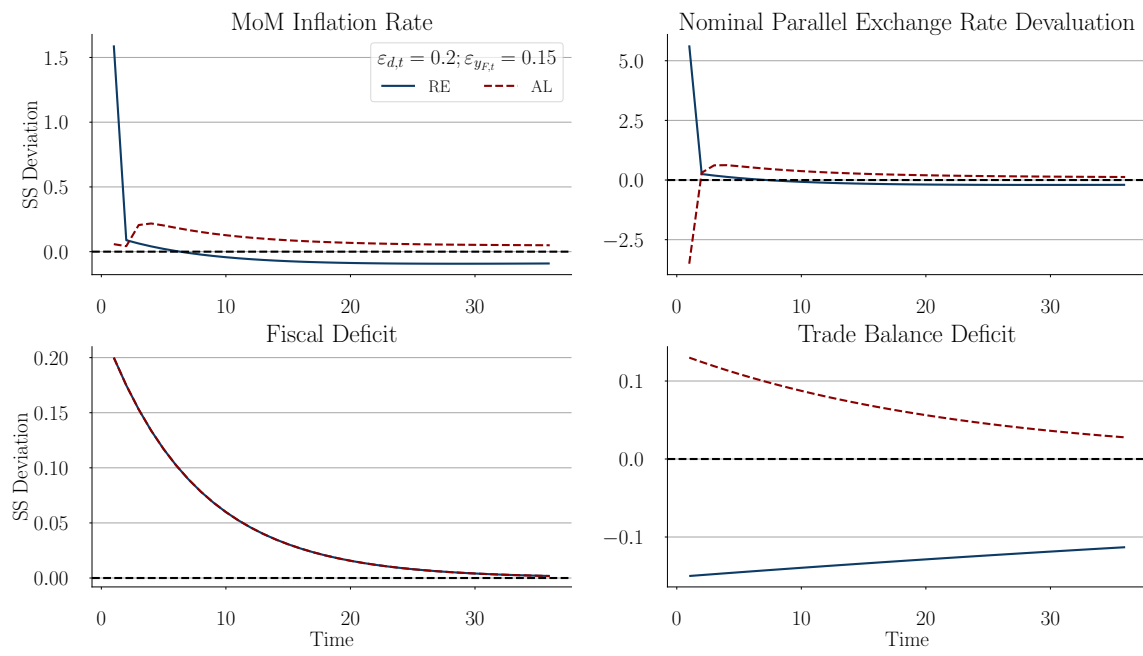 MoM Inflation Rate
SS Deviation
1.5
1.0
0.5
0.0
0 10 20 30
ε_{d,t} = 0.2; ε_{y_{F,t}} = 0.15
RE AL
Nominal Parallel Exchange Rate Devaluation
5.0
2.5
0.0
−2.5
0 10 20 30
Fiscal Deficit
SS Deviation
0.20
0.15
0.10
0.05
0.00
0 10 20 30
Time
Trade Balance Deficit
0.1
0.0
−0.1
0 10 20 30
Time